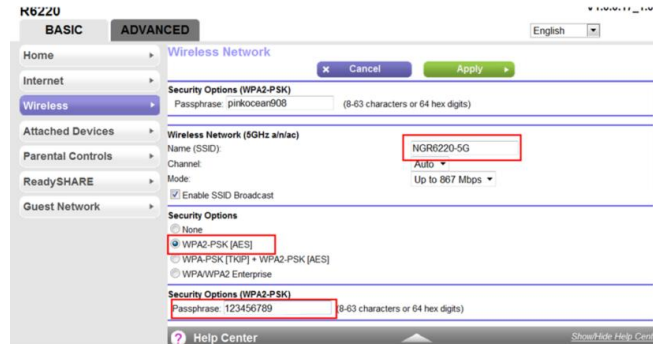 R6220
BASIC
ADVANCED
English
Home
Internet
Wireless
Attached Devices
Parental Controls
ReadySHARE
Guest Network
Wireless Network
x Cancel
Apply
Security Options (WPA2-PSK)
Passphrase: pinkocean908 (8-63 characters or 64 hex digits)
Wireless Network (5GHz a/n/ac)
Name (SSID): NGR6220-5G
Channel: Auto
Mode: Up to 867 Mbps
Enable SSID Broadcast
Security Options
None
WPA2-PSK [AES]
WPA-PSK [TKIP] + WPA2-PSK [AES]
WPA/WPA2 Enterprise
Security Options (WPA2-PSK)
Passphrase: 123456789 (8-63 characters or 64 hex digits)
? Help Center
Show/Hide Help Cent